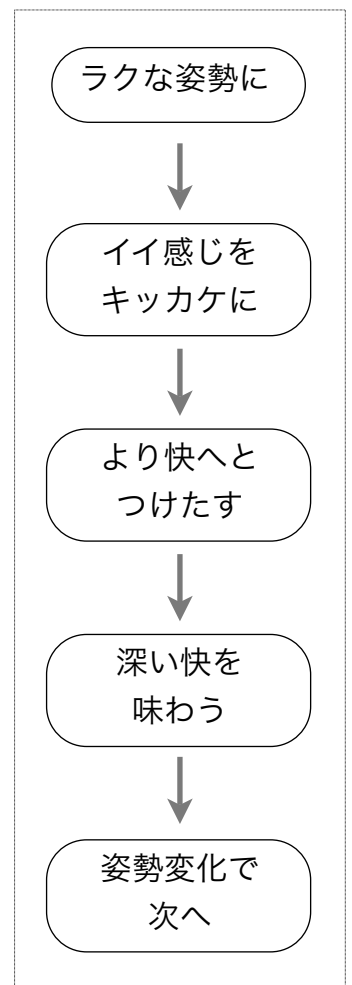 ラクな姿勢に
イイ感じを
キッカケに
より快へと
つけたす
深い快を
味わう
姿勢変化で
次へ